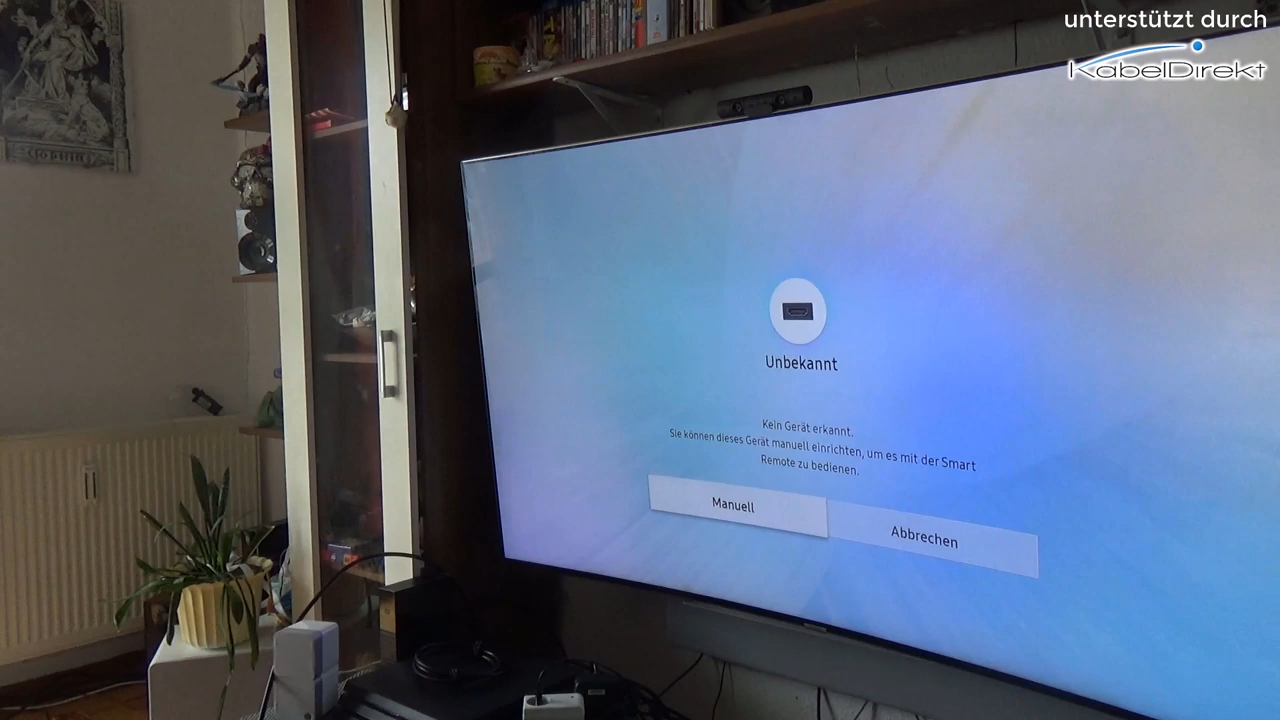 unterstützt durch
KabelDirekt
Unbekannt
Kein Gerät erkannt.
Sie können dieses Gerät manuell einrichten, um es mit der Smart
Remote zu bedienen.
Manuell
Abbrechen